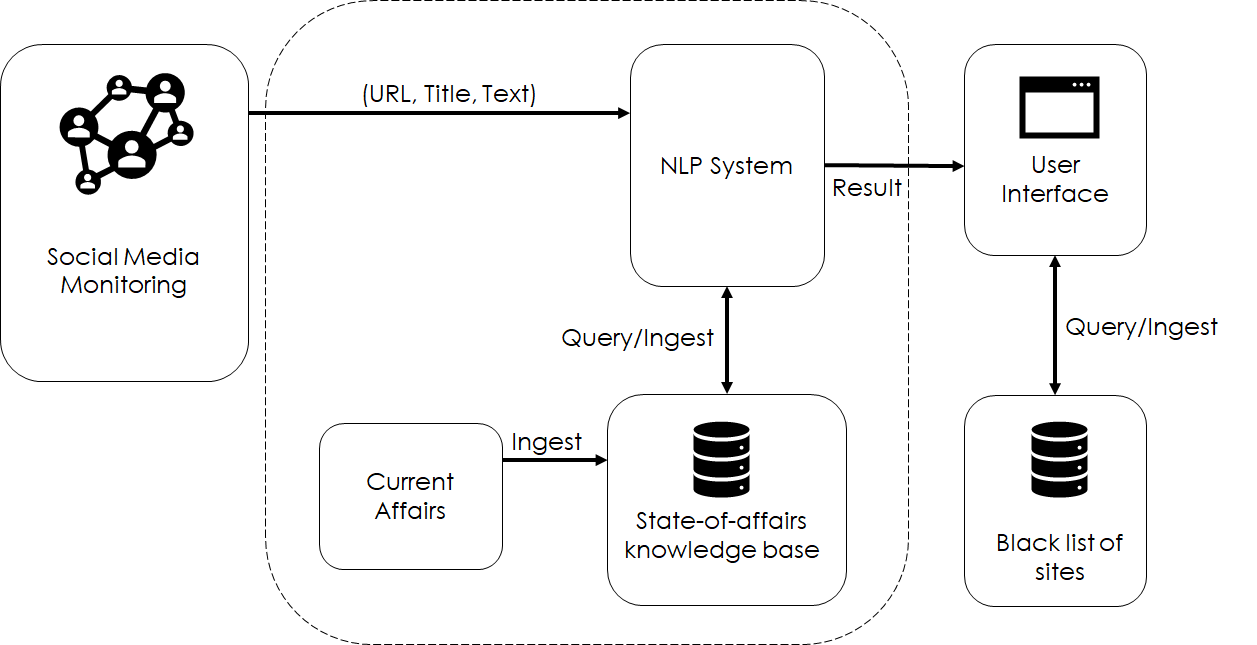 (URL, Title, Text)
NLP System
Result
User
Interface
Social Media
Monitoring
Query/Ingest
Query/Ingest
Ingest
Current
Affairs
State-of-affairs
knowledge base
Black list of
sites